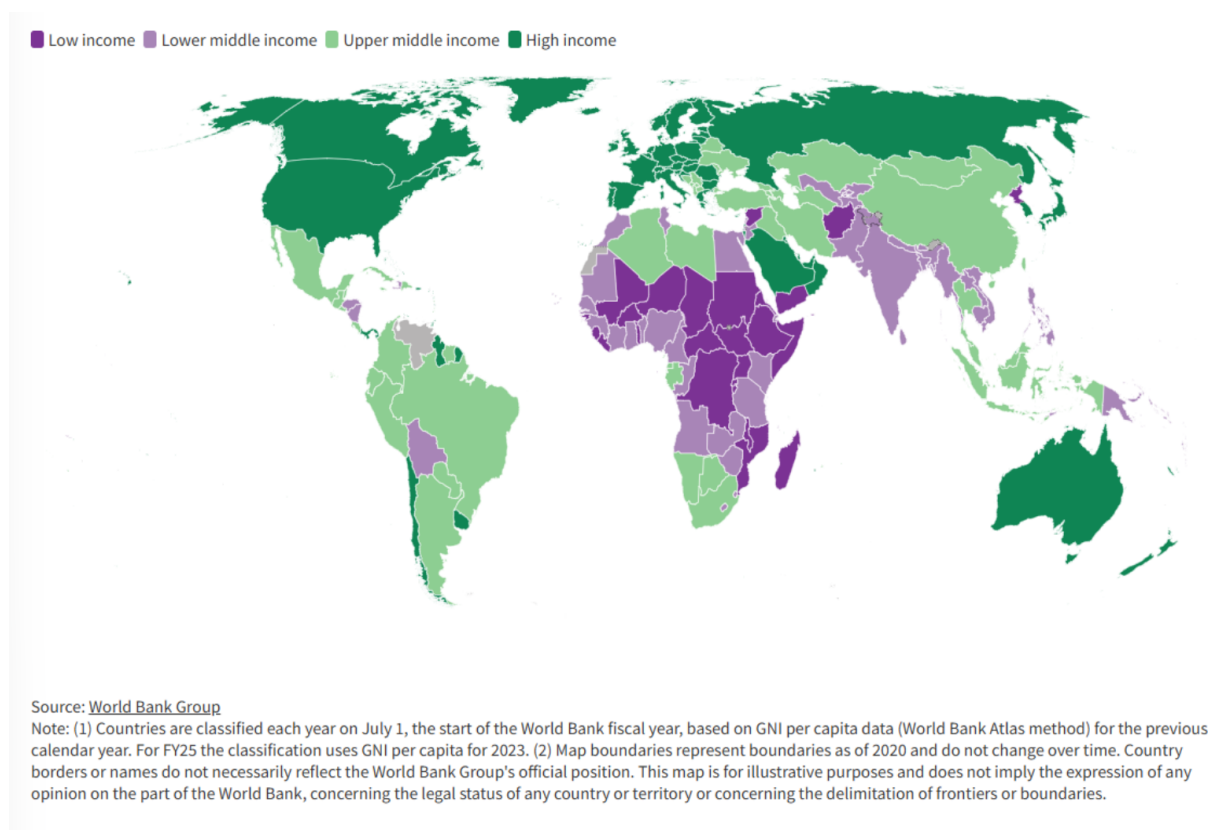 Low income Lower middle income Upper middle income High income
Source: World Bank Group
Note: (1) Countries are classified each year on July 1, the start of the World Bank fiscal year, based on GNI per capita data (World Bank Atlas method) for the previous
calendar year. For FY25 the classification uses GNI per capita for 2023. (2) Map boundaries represent boundaries as of 2020 and do not change over time. Country
borders or names do not necessarily reflect the World Bank Group's official position. This map is for illustrative purposes and does not imply the expression of any
opinion on the part of the World Bank, concerning the legal status of any country or territory or concerning the delimitation of frontiers or boundaries.